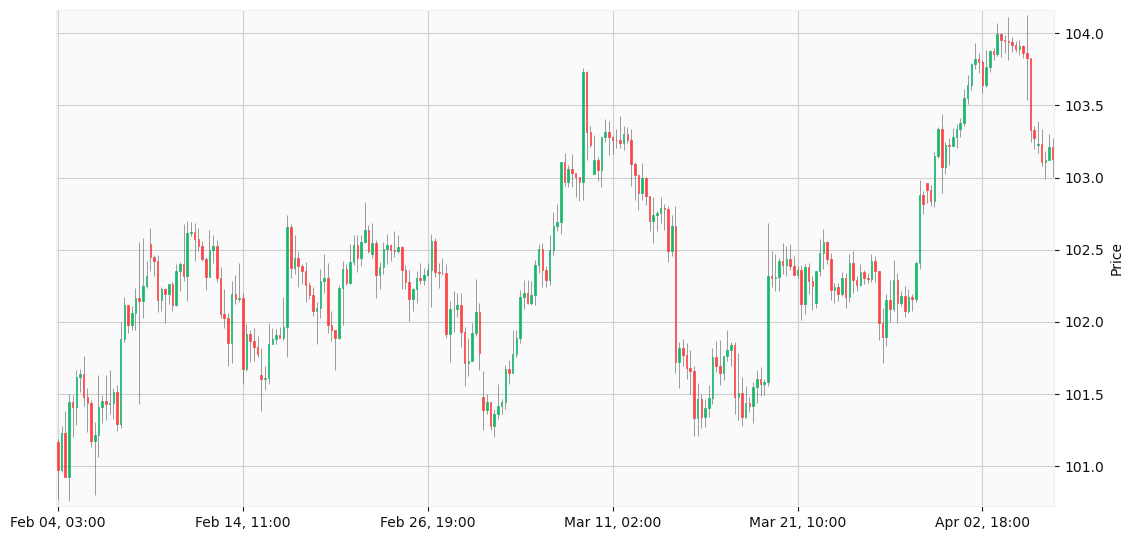 104.0
103.5
103.0
102.5
102.0
101.5
101.0
Price
Feb 04, 03:00
Feb 14, 11:00
Feb 26, 19:00
Mar 11, 02:00
Mar 21, 10:00
Apr 02, 18:00